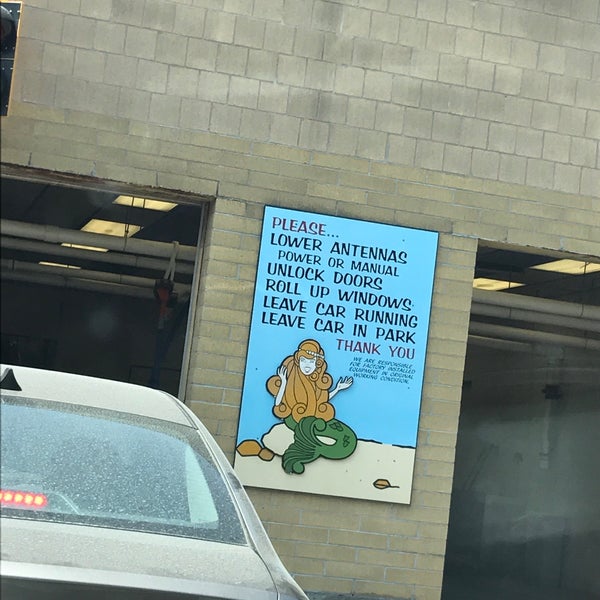 PLEASE...
LOWER ANTENNAS
POWER OR MANUAL
UNLOCK DOORS
ROLL UP WINDOWS
LEAVE CAR RUNNING
LEAVE CAR IN PARK
THANK YOU
WE ARE RESPONSIBLE
FOR FACTORY INSTALLED
EQUIPMENT IN ORIGINAL
WORKING CONDITION